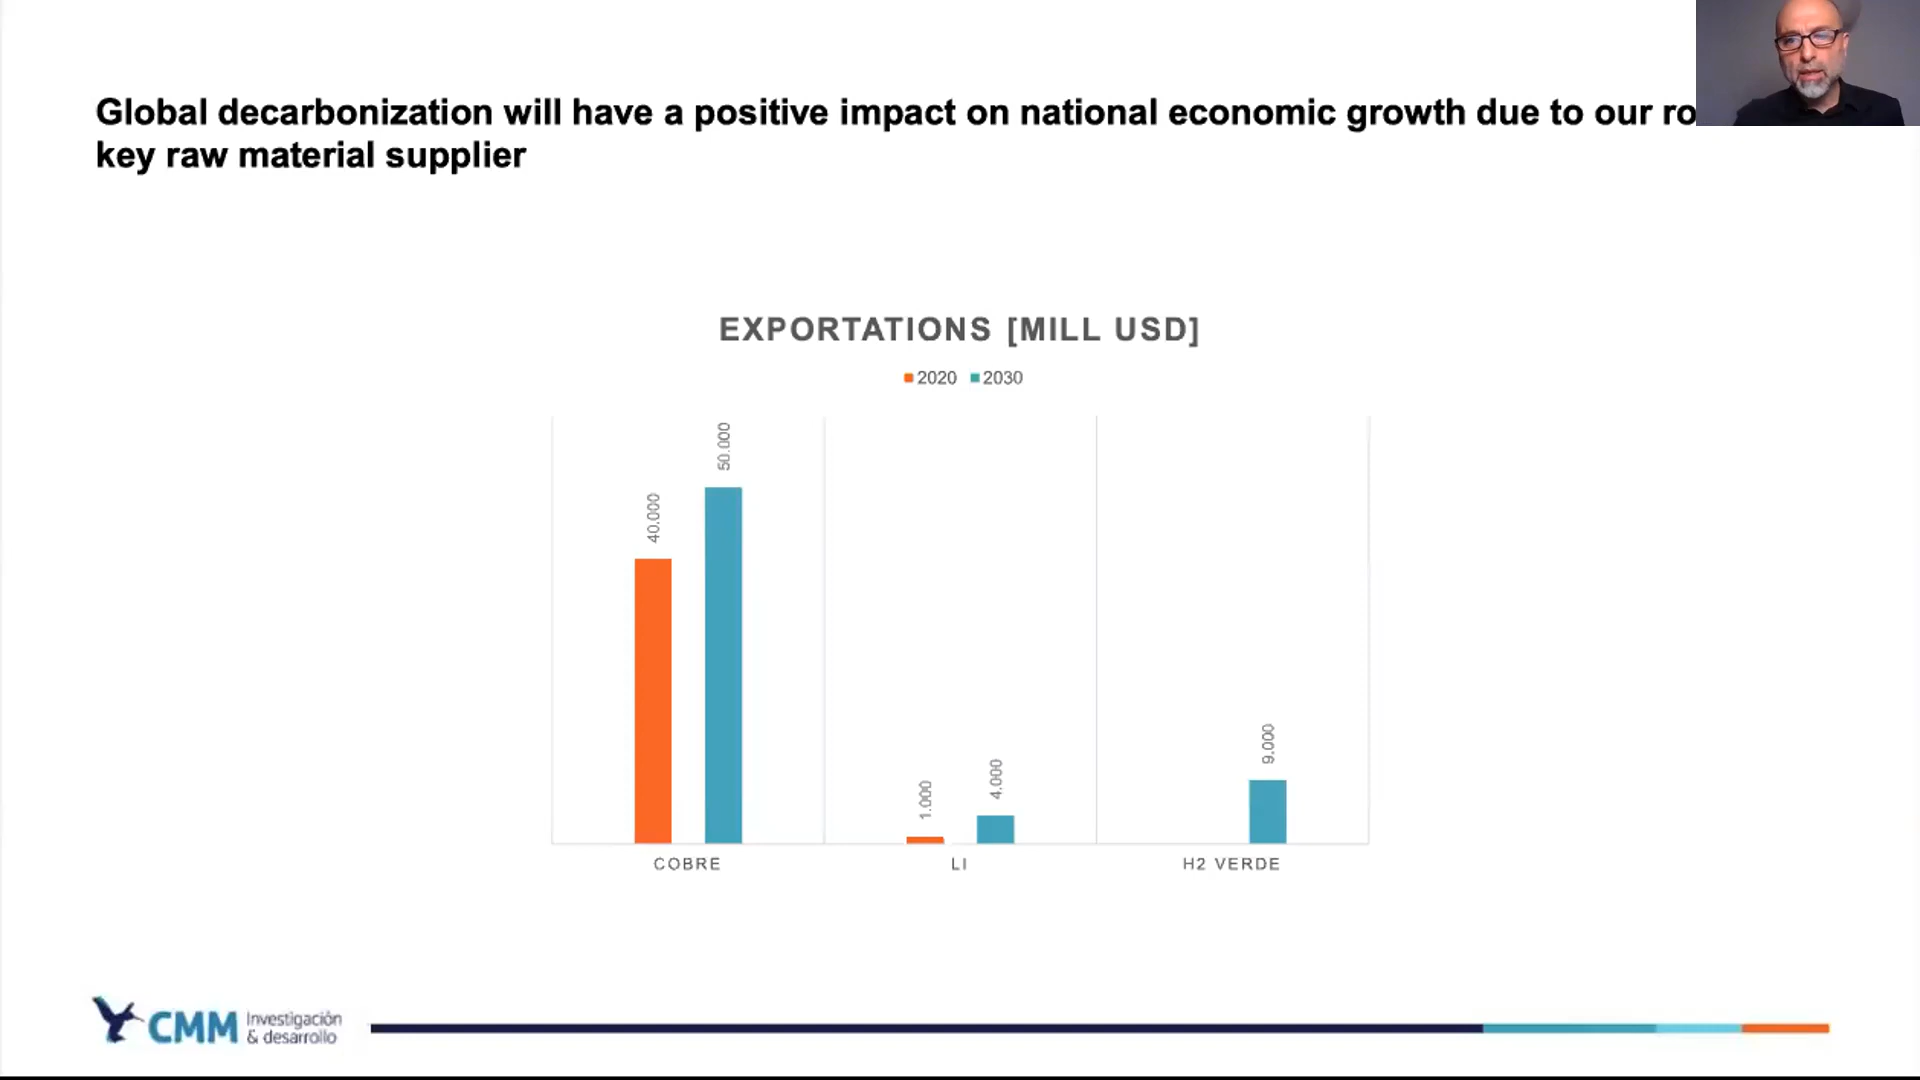 Global decarbonization will have a positive impact on national economic growth due to our
key raw material supplier
EXPORTATIONS [MILL USD]
2020 2030
40.000
50.000
1.000
4.000
9.000
COBRE
LI
H2 VERDE
CMM Investigación
& desarrollo